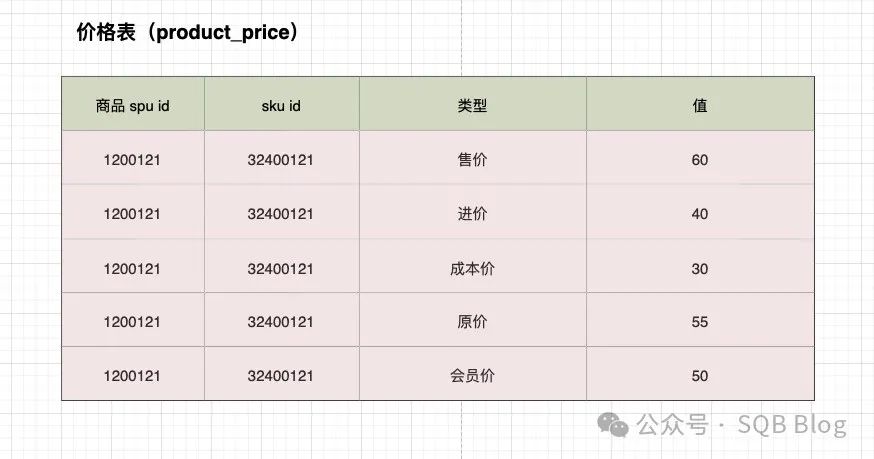 价格表（product_price）
商品 spu id sku id 类型 值
1200121 32400121 售价 60
1200121 32400121 进价 40
1200121 32400121 成本价 30
1200121 32400121 原价 55
1200121 32400121 会员价 50
公众号 · SQB Blog